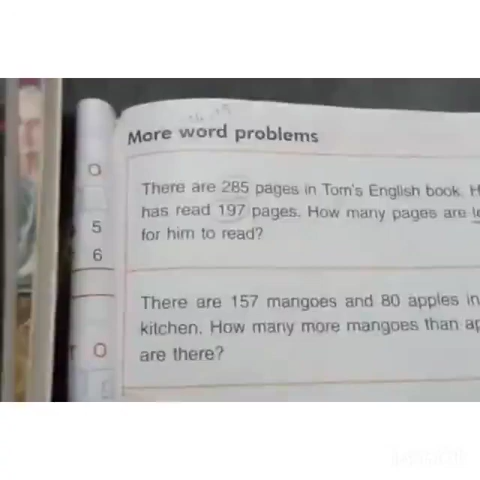 More word problems
There are 285 pages in Tom's English book. H
has read 197 pages. How many pages are
for him to read?
There are 157 mangoes and 80 apples in
kitchen. How many more mangoes than ap
are there?
O
5
6
O